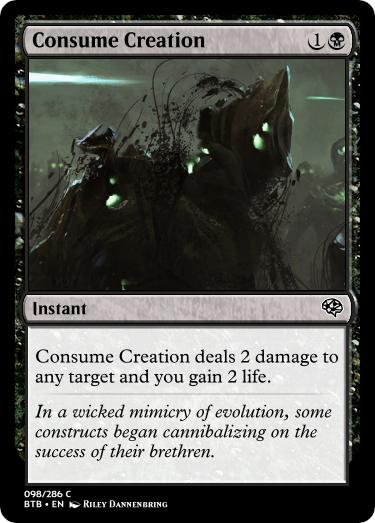 Consume Creation 1
Instant
Consume Creation deals 2 damage to
any target and you gain 2 life.
In a wicked mimicry of evolution, some
constructs began cannibalizing on the
success of their brethren.
098/286 C
BTB • EN Riley Dannenbring